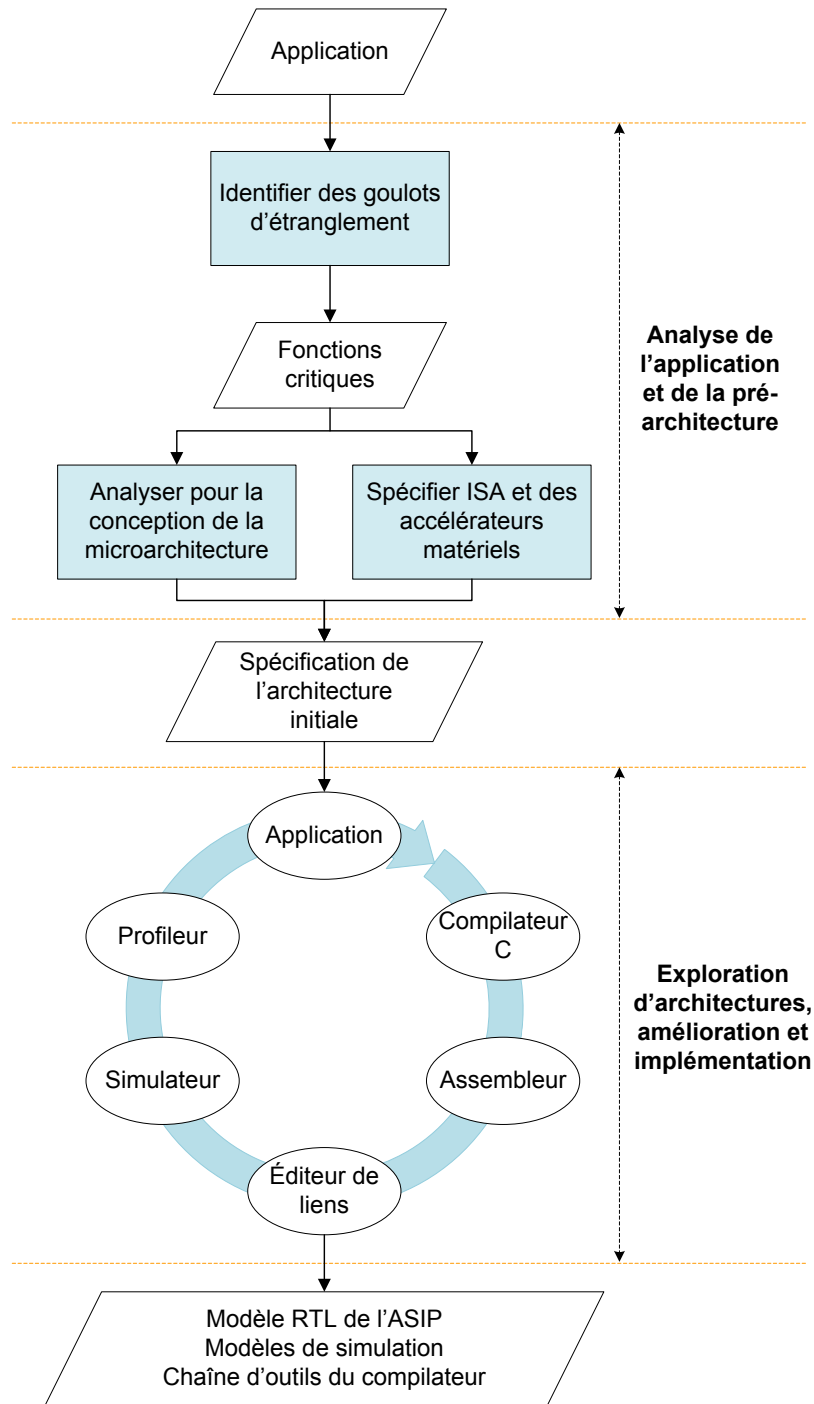 Application
Identifier des goulots
d’étranglement
Fonctions
critiques
Analyse de
l’application
et de la pré-
architecture
Analyser pour la
conception de la
microarchitecture
Spécifier ISA et des
accélérateurs
matériels
Spécification de
l’architecture
initiale
Application
Compilateur
C
Assembleur
Éditeur de
liens
Simulateur
Profileur
Exploration
d’architectures,
amélioration et
implémentation
Modèle RTL de l’ASIP
Modèles de simulation
Chaîne d’outils du compilateur